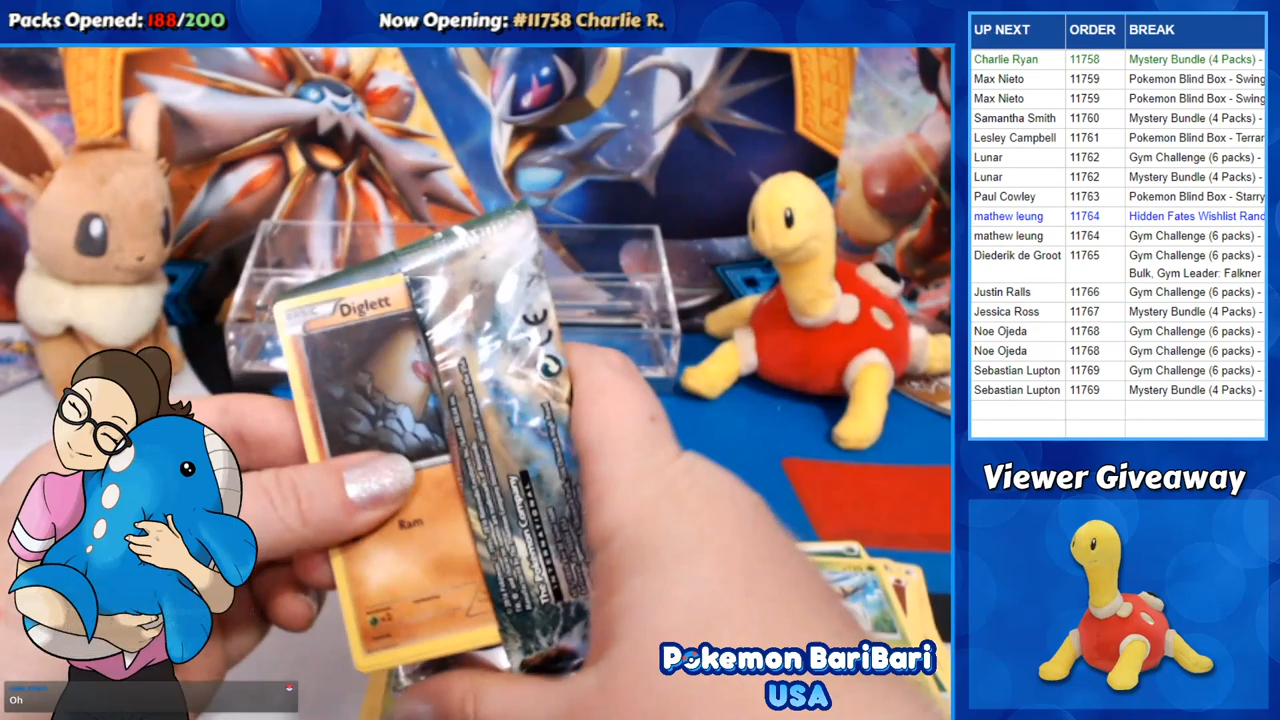 Packs Opened: 188/200
Now Opening: #11758 Charlie R.
UP NEXT ORDER BREAK
Charlie Ryan 11758 Mystery Bundle (4 Packs) -
Max Nieto 11759 Pokemon Blind Box - Swing
Max Nieto 11759 Pokemon Blind Box - Swing
Samantha Smith 11760 Mystery Bundle (4 Packs) -
Lesley Campbell 11761 Pokemon Blind Box - Terrar
Lunar 11762 Gym Challenge (6 packs) -
Lunar 11762 Mystery Bundle (4 Packs) -
Paul Cowley 11763 Pokemon Blind Box - Starry
mathew leung 11764 Hidden Fates Wishlist Rand
mathew leung 11764 Gym Challenge (6 packs) -
Diederik de Groot 11765 Gym Challenge (6 packs) -
Bulk, Gym Leader: Falkner
Justin Ralls 11766 Gym Challenge (6 packs) -
Jessica Ross 11767 Mystery Bundle (4 Packs) -
Noe Ojeda 11768 Gym Challenge (6 packs) -
Noe Ojeda 11768 Gym Challenge (6 packs) -
Sebastian Lupton 11769 Gym Challenge (6 packs) -
Sebastian Lupton 11769 Mystery Bundle (4 Packs) -
BASIC Diglett
Ram
×2
CE
Viewer Giveaway
Pokemon BariBari
USA
Oh